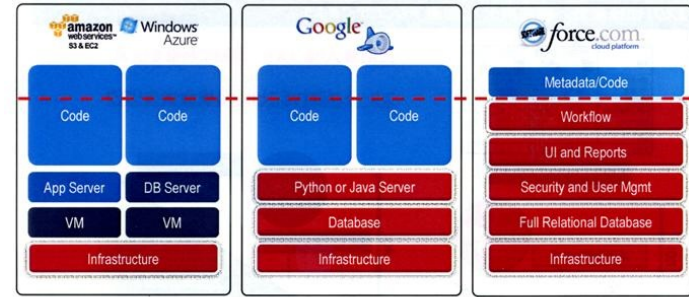 amazon
webservices™
S3 & EC2
Windows
Azure
Code
Code
App Server
DB Server
VM
VM
Infrastructure
Google
Code
Code
Python or Java Server
Database
Infrastructure
force.com
cloud platform
Metadata/Code
Workflow
UI and Reports
Security and User Mgmt
Full Relational Database
Infrastructure